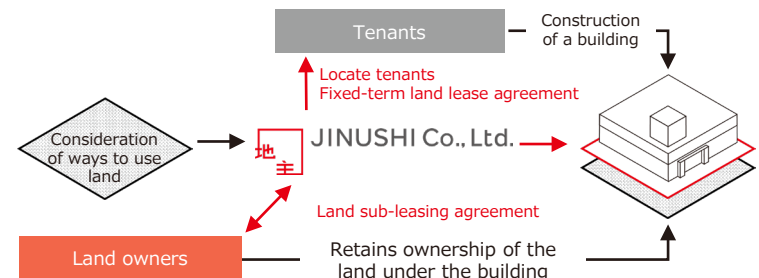 Tenants
Construction
of a building
Locate tenants
Fixed-term land lease agreement
Consideration
of ways to use
land
地主
JINUSHI Co., Ltd.
Land sub-leasing agreement
Land owners
Retains ownership of the
land under the building